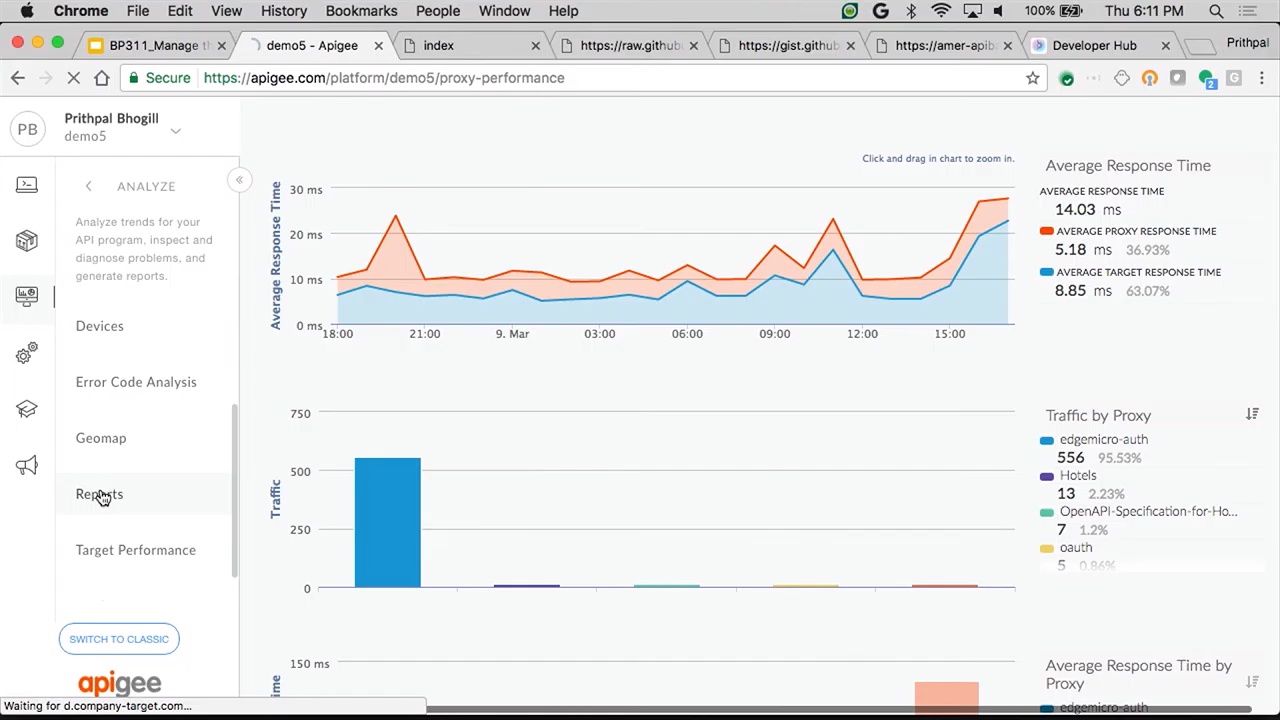 Chrome File Edit View History Bookmarks People Window Help 100% Thu 6:11 PM
BP311_Manage th demo5 - Apigee index https://raw.githubu https://gist.github. https://amer-apiba Developer Hub Prithpal
Secure https://apigee.com/platform/demo5/proxy-performance
2
G
PB
Prithpal Bhogill
demo5
ANALYZE
Analyze trends for your
API program, inspect and
diagnose problems, and
generate reports.
Devices
Error Code Analysis
Geomap
Reports
Target Performance
SWITCH TO CLASSIC
apigee
Waiting for d.company-target.com...
Click and drag in chart to zoom in.
Average Response Time
30 ms
20 ms
10 ms
0 ms
18:00 21:00 9. Mar 03:00 06:00 09:00 12:00 15:00
Average Response Time
AVERAGE RESPONSE TIME
14.03 ms
AVERAGE PROXY RESPONSE TIME
5.18 ms 36.93%
AVERAGE TARGET RESPONSE TIME
8.85 ms 63.07%
Traffic
750
500
250
0
Traffic by Proxy
edgemicro-auth
556 95.53%
Hotels
13 2.23%
OpenAPI-Specification-for-Ho...
7 1.2%
oauth
5 0.86%
150 ms
Average Response Time by
Proxy
edgemicro-auth